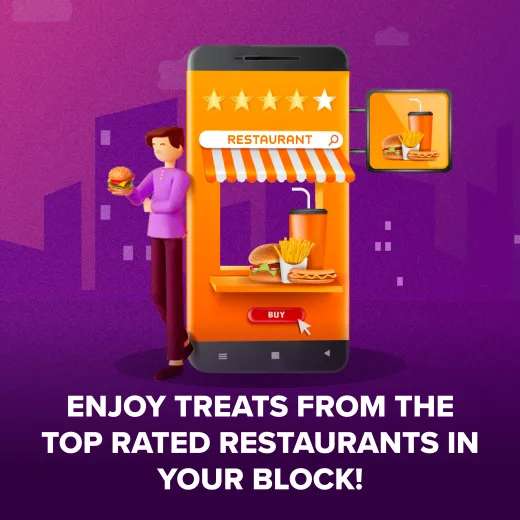 RESTAURANT
BUY
ENJOY TREATS FROM THE
TOP RATED RESTAURANTS IN
YOUR BLOCK!